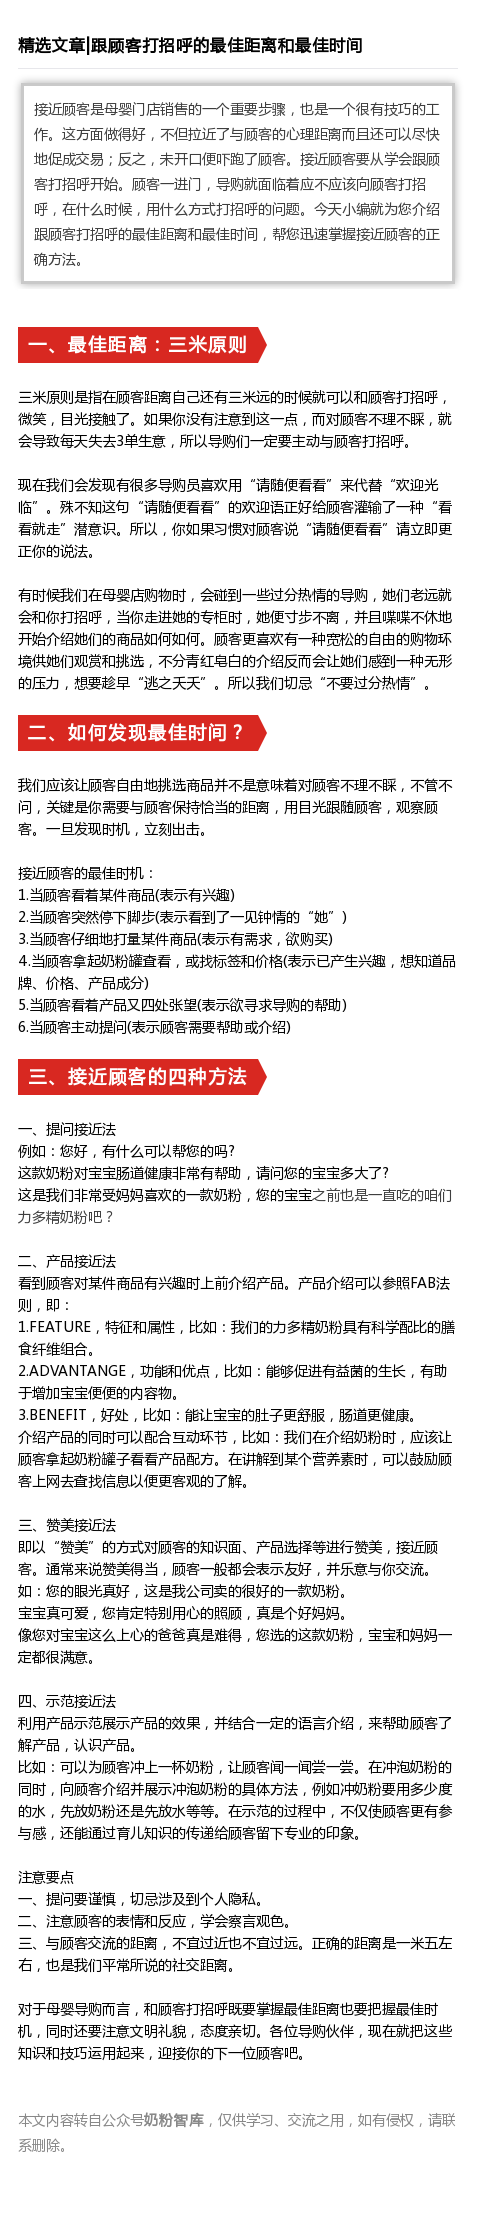 精选文章|跟顾客打招呼的最佳距离和最佳时间
接近顾客是母婴门店销售的一个重要步骤，也是一个很有技巧的工
作。这方面做得好，不但拉近了与顾客的心理距离而且还可以尽快
地促成交易；反之，未开口便吓跑了顾客。接近顾客要从学会跟顾
客打招呼开始。顾客一进门，导购就面临着应不应该向顾客打招
呼，在什么时候，用什么方式打招呼的问题。今天小编就为您介绍
跟顾客打招呼的最佳距离和最佳时间，帮您迅速掌握接近顾客的正
确方法。
一、最佳距离：三米原则
三米原则是指在顾客距离自己还有三米远的时候就可以和顾客打招呼，
微笑，目光接触了。如果你没有注意到这一点，而对顾客不理不睬，就
会导致每天失去3单生意，所以导购们一定要主动与顾客打招呼。
现在我们会发现有很多导购员喜欢用“请随便看看”来代替“欢迎光
临”。殊不知这句“请随便看看”的欢迎语正好给顾客灌输了一种“看
看就走”潜意识。所以，你如果习惯对顾客说“请随便看看”请立即更
正你的说法。
有时候我们在母婴店购物时，会碰到一些过分热情的导购，她们老远就
会和你打招呼，当你走进她的专柜时，她便寸步不离，并且喋喋不休地
开始介绍她们的商品如何如何。顾客更喜欢有一种宽松的自由的购物环
境供她们观赏和挑选，不分青红皂白的介绍反而会让她们感到一种无形
的压力，想要趁早“逃之夭夭”。所以我们切忌“不要过分热情”。
二、如何发现最佳时间？
我们应该让顾客自由地挑选商品并不是意味着对顾客不理不睬，不管不
问，关键是你需要与顾客保持恰当的距离，用目光跟随顾客，观察顾
客。一旦发现时机，立刻出击。
接近顾客的最佳时机：
1.当顾客看着某件商品(表示有兴趣)
2.当顾客突然停下脚步(表示看到了一见钟情的“她”)
3.当顾客仔细地打量某件商品(表示有需求，欲购买)
4.当顾客拿起奶粉罐查看，或找标签和价格(表示已产生兴趣，想知道品
牌、价格、产品成分)
5.当顾客看着产品又四处张望(表示欲寻求导购的帮助)
6.当顾客主动提问(表示顾客需要帮助或介绍)
三、接近顾客的四种方法
一、提问接近法
例如：您好，有什么可以帮您的吗?
这款奶粉对宝宝肠道健康非常有帮助，请问您的宝宝多大了?
这是我们非常受妈妈喜欢的一款奶粉，您的宝宝之前也是一直吃的咱们
力多精奶粉吧？
二、产品接近法
看到顾客对某件商品有兴趣时上前介绍产品。产品介绍可以参照FAB法
则，即：
1.FEATURE，特征和属性，比如：我们的力多精奶粉具有科学配比的膳
食纤维组合。
2.ADVANTANGE，功能和优点，比如：能够促进有益菌的生长，有助
于增加宝宝便便的内容物。
3.BENEFIT，好处，比如：能让宝宝的肚子更舒服，肠道更健康。
介绍产品的同时可以配合互动环节，比如：我们在介绍奶粉时，应该让
顾客拿起奶粉罐子看看产品配方。在讲解到某个营养素时，可以鼓励顾
客上网去查找信息以便更客观的了解。
三、赞美接近法
即以“赞美”的方式对顾客的知识面、产品选择等进行赞美，接近顾
客。通常来说赞美得当，顾客一般都会表示友好，并乐意与你交流。
如：您的眼光真好，这是我公司卖的很好的一款奶粉。
宝宝真可爱，您肯定特别用心的照顾，真是个好妈妈。
像您对宝宝这么上心的爸爸真是难得，您选的这款奶粉，宝宝和妈妈一
定都很满意。
四、示范接近法
利用产品示范展示产品的效果，并结合一定的语言介绍，来帮助顾客了
解产品，认识产品。
比如：可以为顾客冲上一杯奶粉，让顾客闻一闻尝一尝。在冲泡奶粉的
同时，向顾客介绍并展示冲泡奶粉的具体方法，例如冲奶粉要用多少度
的水，先放奶粉还是先放水等等。在示范的过程中，不仅使顾客更有参
与感，还能通过育儿知识的传递给顾客留下专业的印象。
注意要点
一、提问要谨慎，切忌涉及到个人隐私。
二、注意顾客的表情和反应，学会察言观色。
三、与顾客交流的距离，不宜过近也不宜过远。正确的距离是一米五左
右，也是我们平常所说的社交距离。
对于母婴导购而言，和顾客打招呼既要掌握最佳距离也要把握最佳时
机，同时还要注意文明礼貌，态度亲切。各位导购伙伴，现在就把这些
知识和技巧运用起来，迎接你的下一位顾客吧。
本文内容转自公众号奶粉智库，仅供学习、交流之用，如有侵权，请联
系删除。